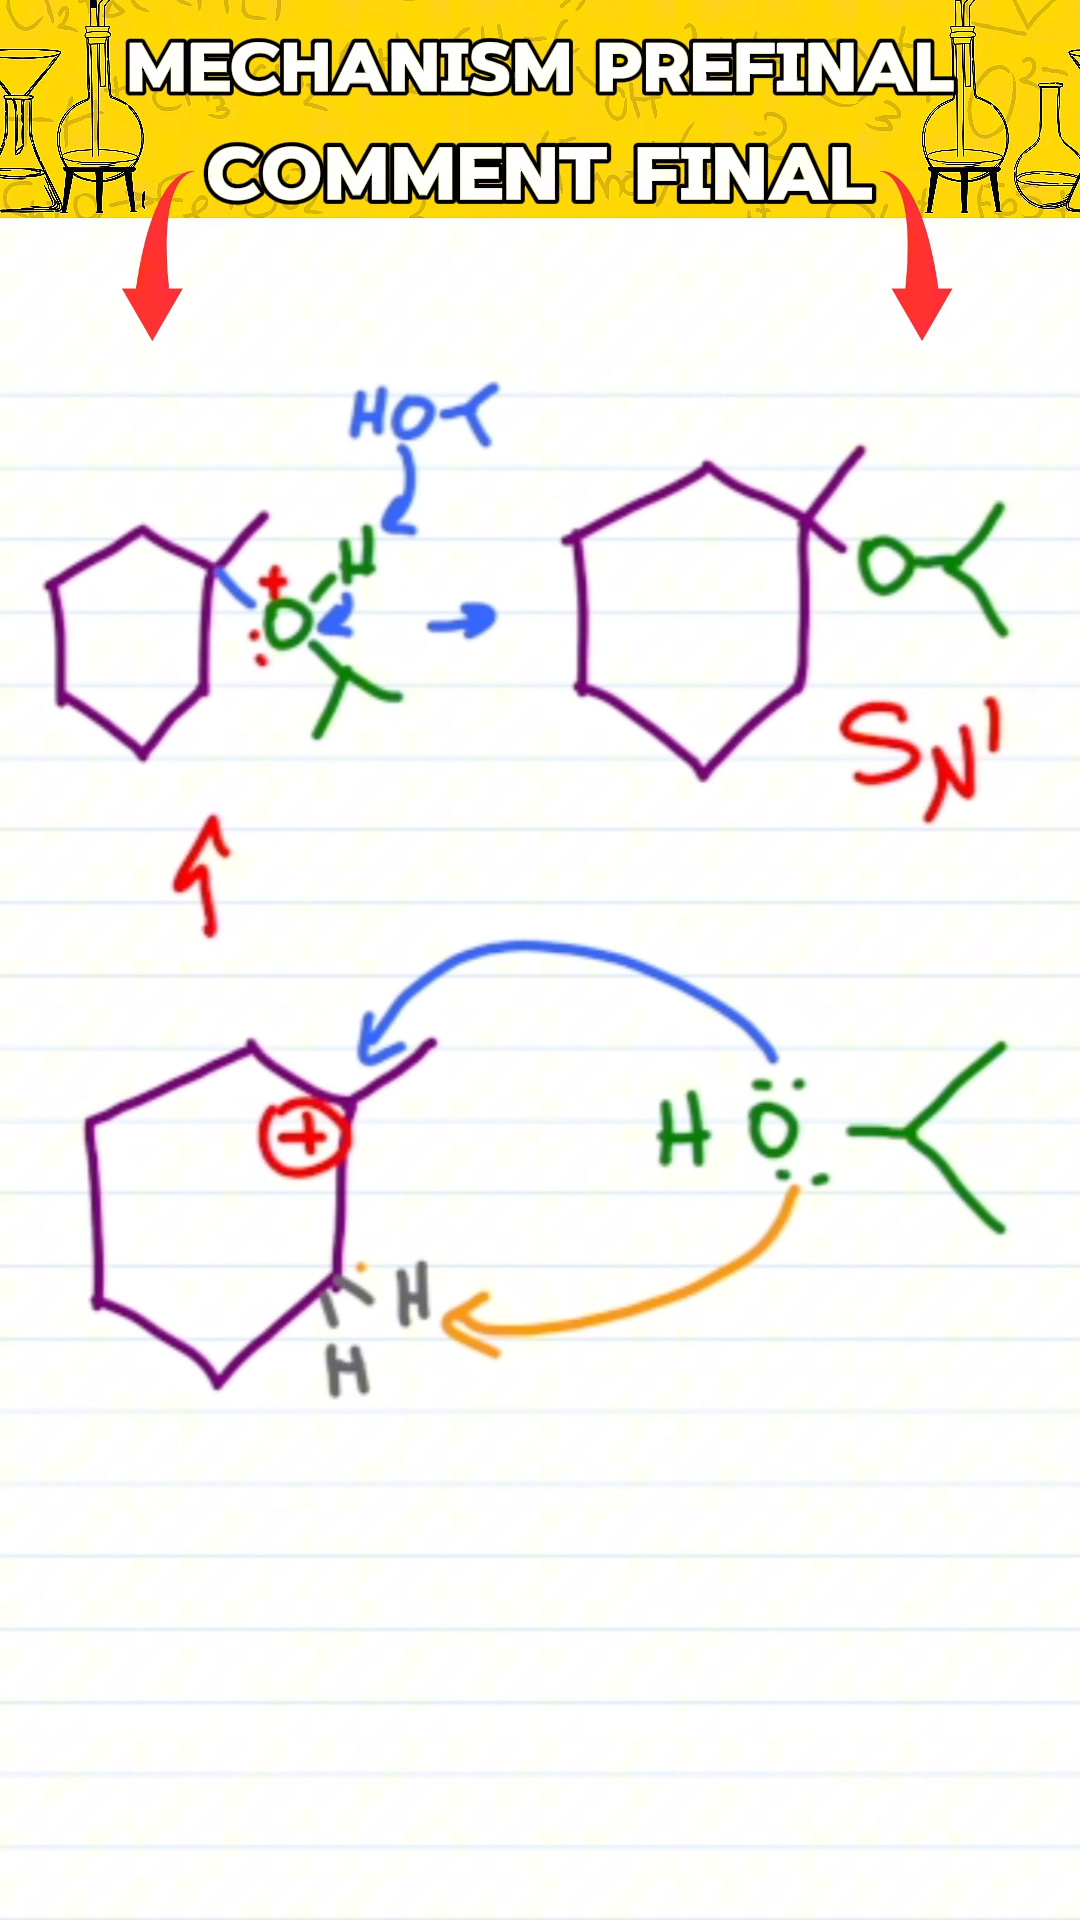 MECHANISM PREFINAL
COMMENT FINAL
HO
H
+
O
O
SN1
+
H O
H
H